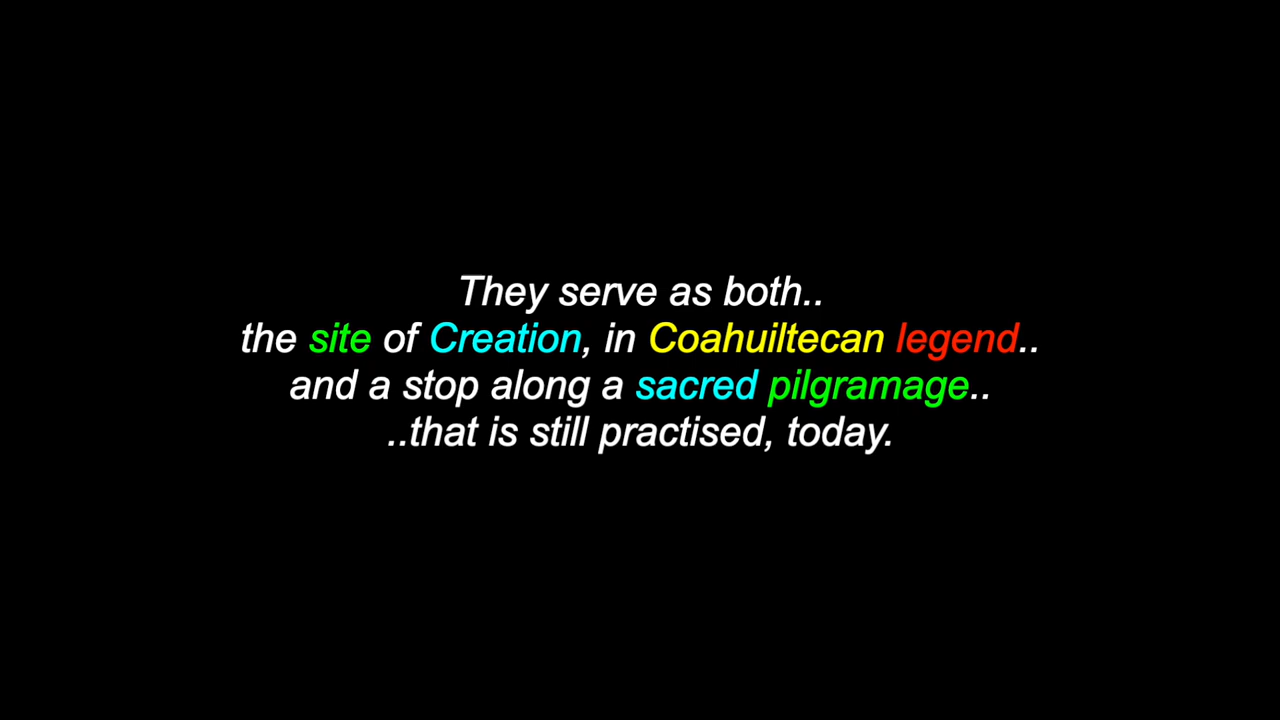 They serve as both..
the site of Creation, in Coahuiltecan legend..
and a stop along a sacred pilgramage..
..that is still practised, today.